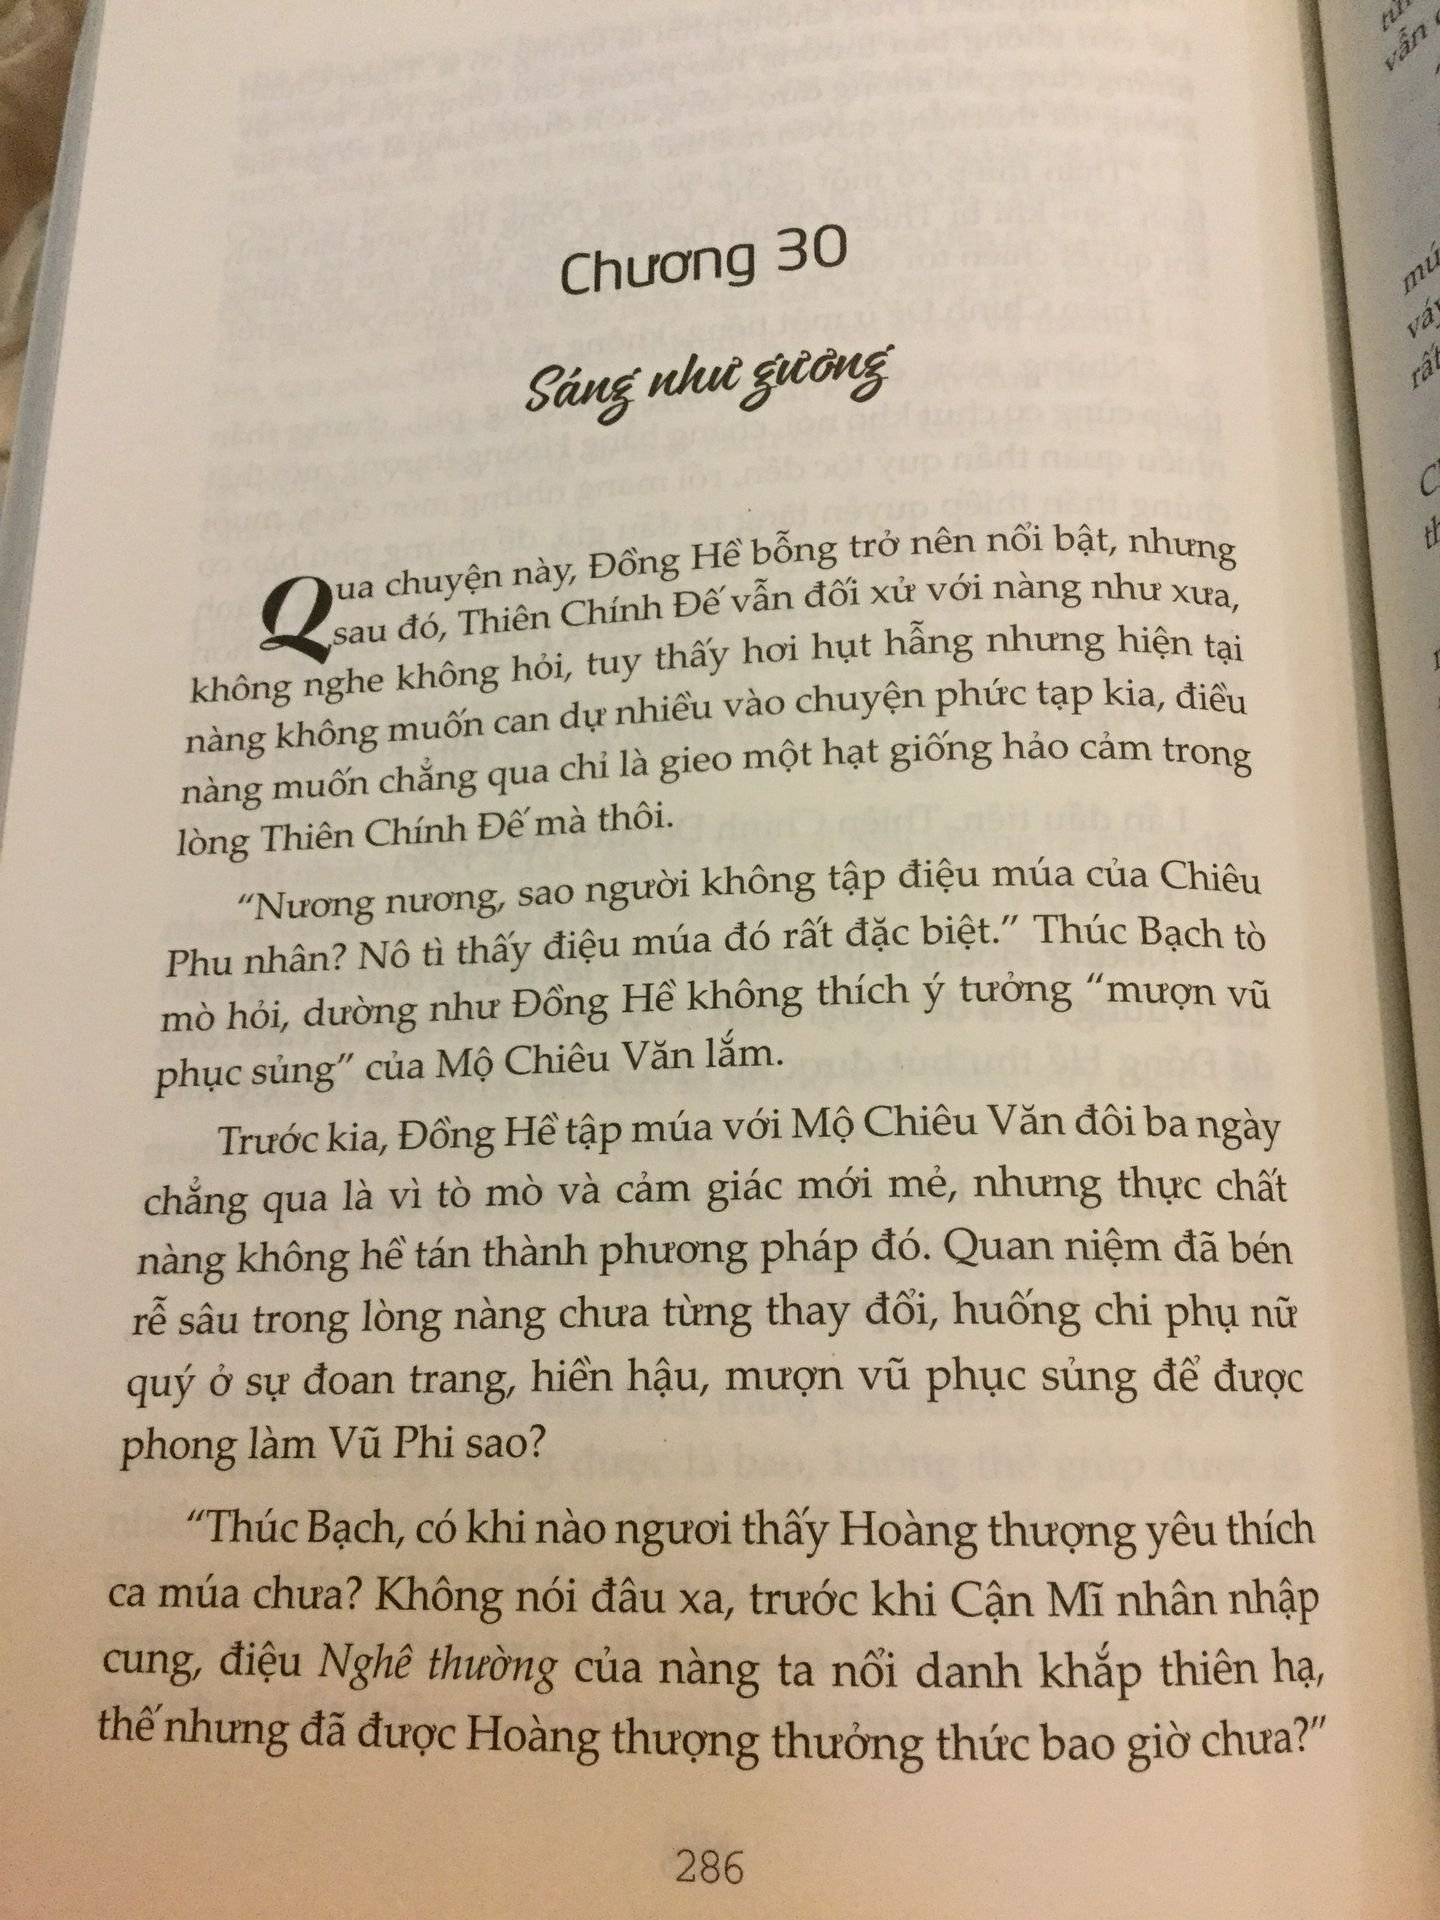 Chương 30
Sáng như gương
Qua chuyện này, Đồng Hề bỗng trở nên nổi bật, nhưng
sau đó, Thiên Chính Đế vẫn đối xử với nàng như xưa,
không nghe không hỏi, tuy thấy hơi hụt hẫng nhưng hiện tại
nàng không muốn can dự nhiều vào chuyện phức tạp kia, điều
nàng muốn chẳng qua chỉ là gieo một hạt giống hảo cảm trong
lòng Thiên Chính Đế mà thôi.
“Nương nương, sao người không tập điệu múa của Chiêu
Phu nhân? Nô tì thấy điệu múa đó rất đặc biệt.” Thúc Bạch tò
mò hỏi, dường như Đồng Hề không thích ý tưởng “mượn vũ
phục sủng” của Mộ Chiêu Văn lắm.
Trước kia, Đồng Hề tập múa với Mộ Chiêu Văn đôi ba ngày
chẳng qua là vì tò mò và cảm giác mới mẻ, nhưng thực chất
nàng không hề tán thành phương pháp đó. Quan niệm đã bén
rễ sâu trong lòng nàng chưa từng thay đổi, huống chi phụ nữ
quý ở sự đoan trang, hiền hậu, mượn vũ phục sủng để được
phong làm Vũ Phi sao?
“Thúc Bạch, có khi nào ngươi thấy Hoàng thượng yêu thích
ca múa chưa? Không nói đâu xa, trước khi Cận Mĩ nhân nhập
cung, điệu Nghê thường của nàng ta nổi danh khắp thiên hạ,
thế nhưng đã được Hoàng thượng thưởng thức bao giờ chưa?”
286
vẫn
mú
váy
rất